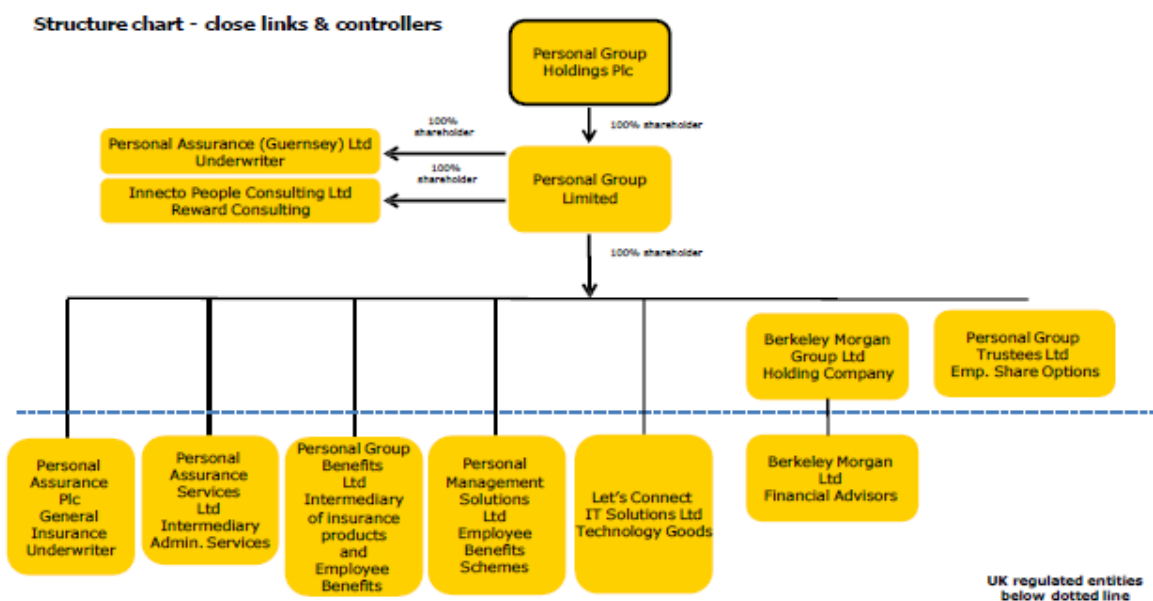 Structure chart - close links & controllers
Personal Group
Holdings Plc
100% shareholder
100%
shareholder
Personal Assurance (Guernsey) Ltd
Underwriter
100%
shareholder
Innecto People Consulting Ltd
Reward Consulting
Personal Group
Limited
100% shareholder
Berkeley Morgan
Group Ltd
Holding Company
Personal Group
Trustees Ltd
Emp. Share Options
Personal
Assurance
Plc
General
Insurance
Underwriter
Personal
Assurance
Services
Ltd
Intermediary
Admin. Services
Personal Group
Benefits
Ltd
Intermediary
of insurance
products
and
Employee
Benefits
Personal
Management
Solutions
Ltd
Employee
Benefits
Schemes
Let's Connect
IT Solutions Ltd
Technology Goods
Berkeley Morgan
Ltd
Financial Advisors
UK regulated entities
below dotted line